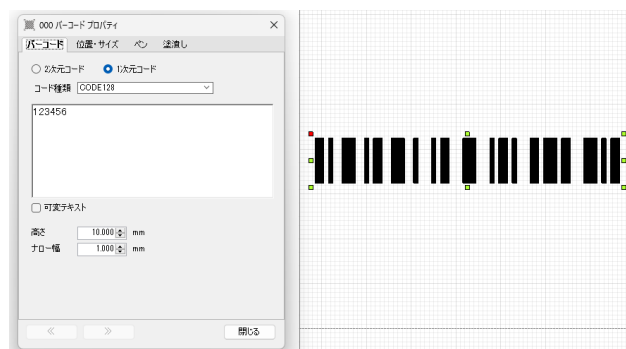 000 バーコード プロパティ
バーコード 位置・サイズ ペン 塗潰し
2次元コード 1次元コード
コード種類 CODE128
123456
可変テキスト
高さ 10.000 mm
ナロー幅 1.000 mm
≪ ≫ 閉じる